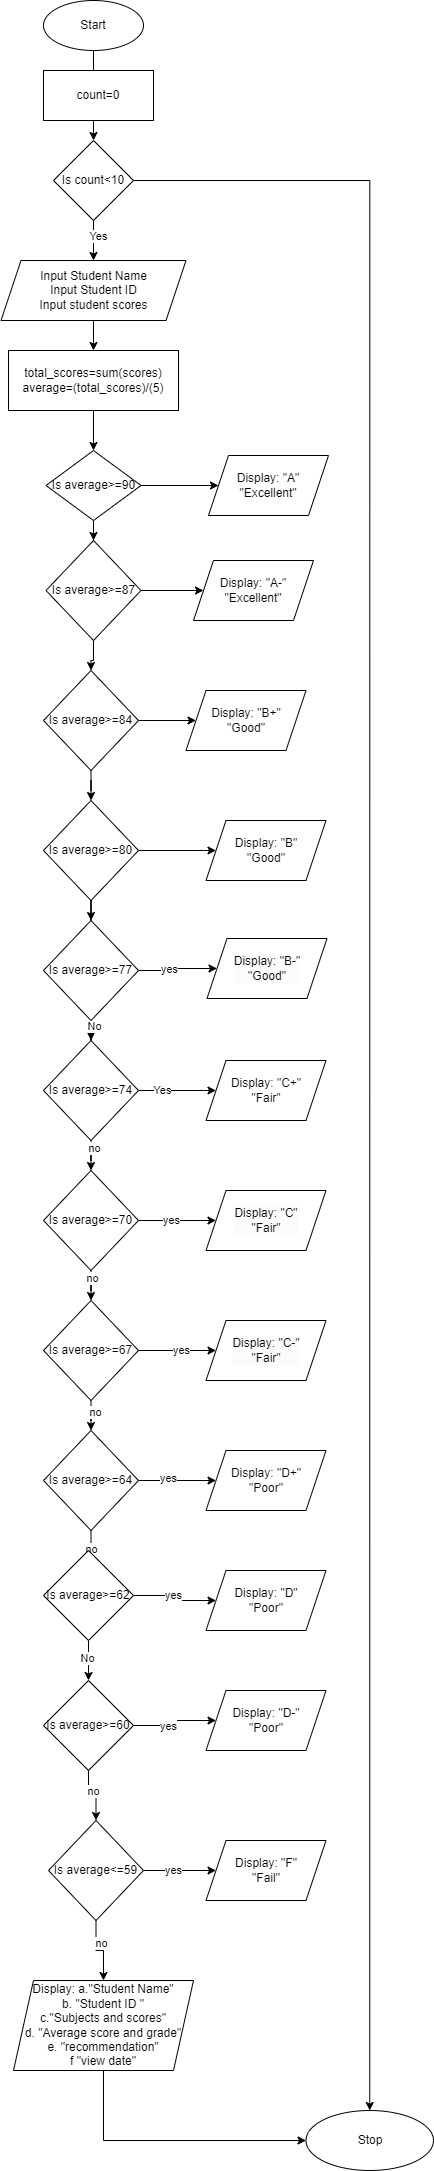 Start
count=0
Is count<10
Yes
Input Student Name
Input Student ID
Input student scores
total_scores=sum(scores)
average=(total_scores)/(5)
Is average>=90
Display: "A"
"Excellent"
Is average>=87
Display: "A-"
"Excellent"
Is average>=84
Display: "B+"
"Good"
Is average>=80
Display: "B"
"Good"
Is average>=77
yes
Display: "B-"
"Good"
No
Is average>=74
Yes
Display: "C+"
"Fair"
no
Is average>=70
yes
Display: "C"
"Fair"
no
Is average>=67
yes
Display: "C-"
"Fair"
no
Is average>=64
yes
Display: "D+"
"Poor"
no
Is average>=62
yes
Display: "D"
"Poor"
No
Is average>=60
yes
Display: "D-"
"Poor"
no
Is average<=59
yes
Display: "F"
"Fail"
no
Display: a."Student Name"
b. "Student ID "
c."Subjects and scores"
d. "Average score and grade"
e. "recommendation"
f "view date"
Stop